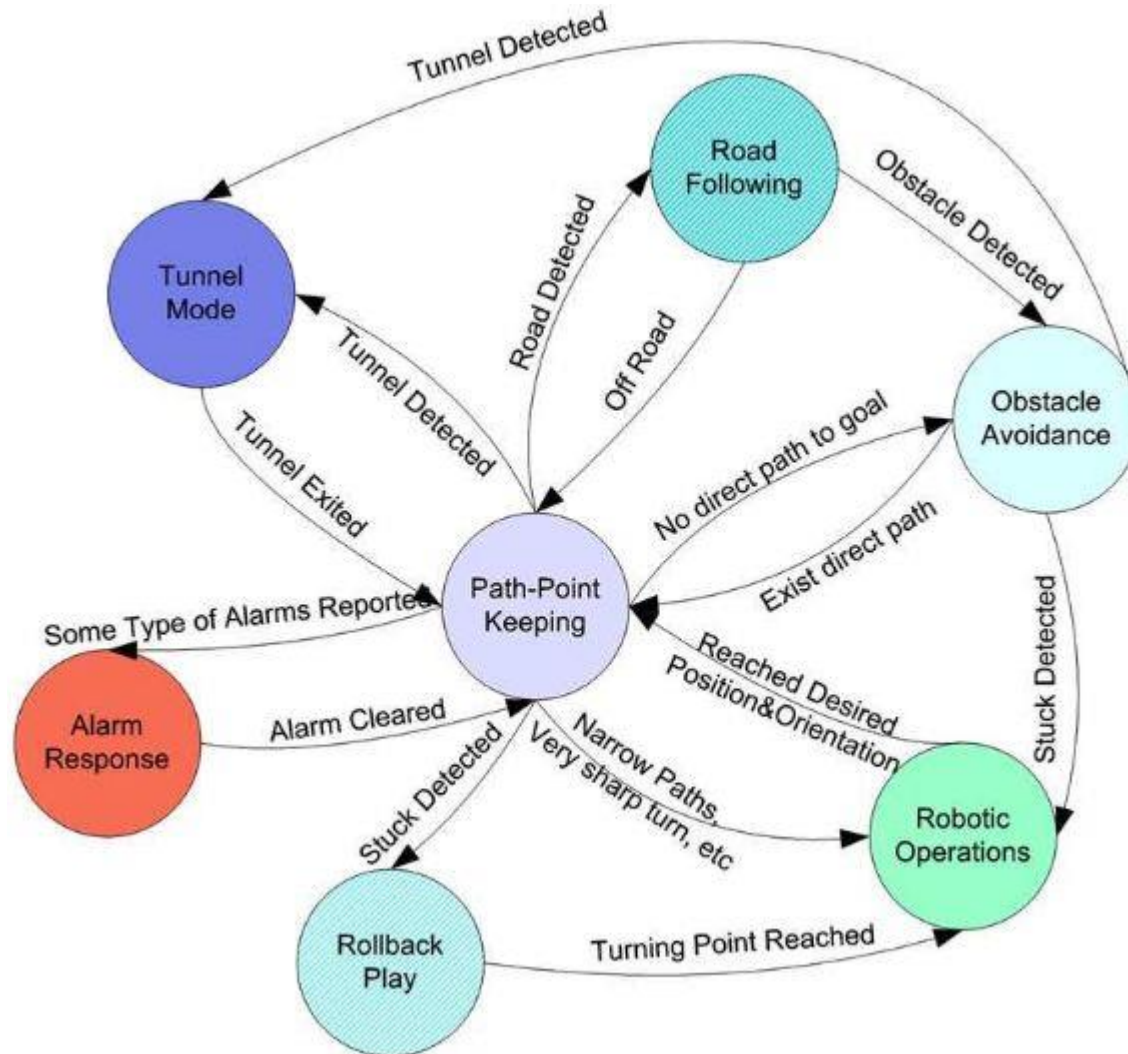 Tunnel Detected
Road
Following
Obstacle Detected
Tunnel
Mode
Road Detected
Off Road
Tunnel Detected
Obstacle
Avoidance
No direct path to goal
Tunnel Exited
Exist direct path
Path-Point
Keeping
Some Type of Alarms Reported
Reached Desired
Position&Orientation
Stuck Detected
Alarm
Response
Alarm Cleared
Stuck Detected
Narrow Paths,
Very sharp turn, etc
Robotic
Operations
Rollback
Play
Turning Point Reached